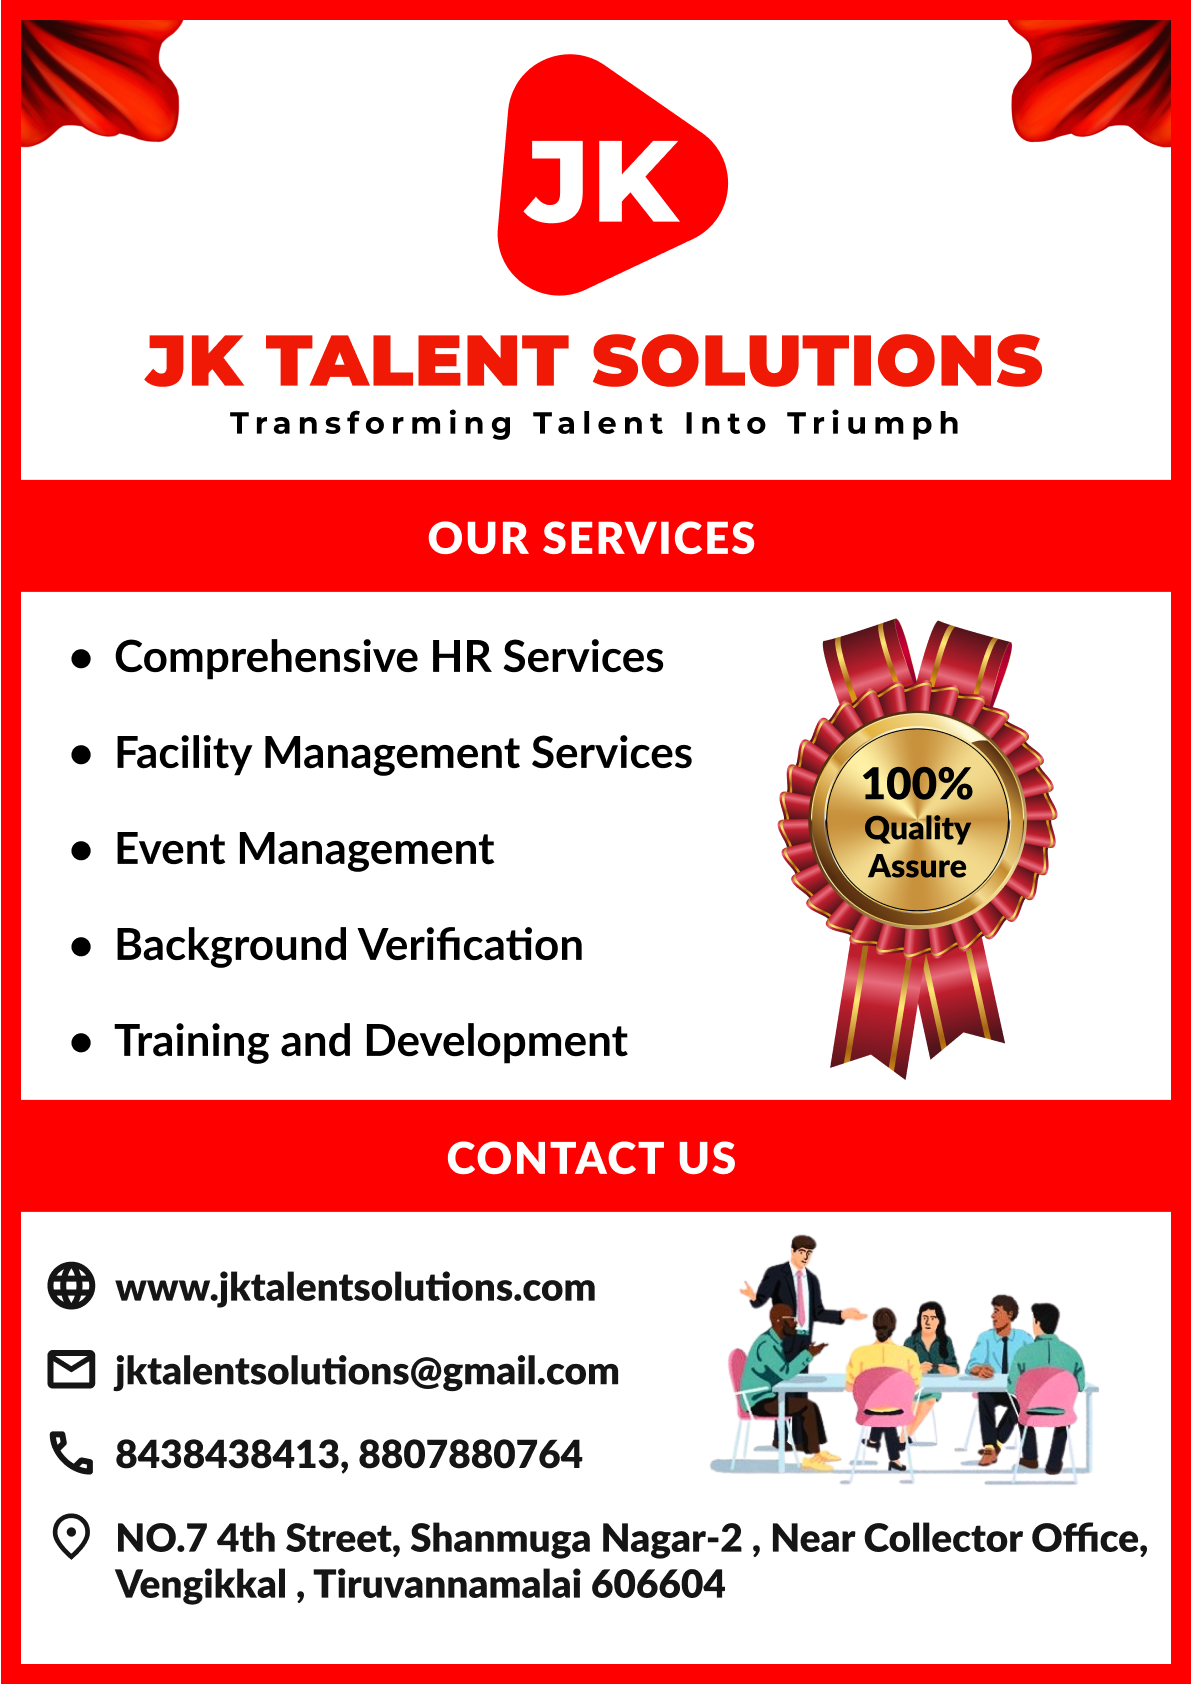 JK
JK TALENT SOLUTIONS
Transforming Talent Into Triumph
OUR SERVICES
● Comprehensive HR Services
● Facility Management Services
● Event Management
● Background Verification
● Training and Development
100%
Quality
Assure
CONTACT US
www.jktalentsolutions.com
jktalentsolutions@gmail.com
8438438413, 8807880764
NO.7 4th Street, Shanmuga Nagar-2 , Near Collector Office,
Vengikkal , Tiruvannamalai 606604